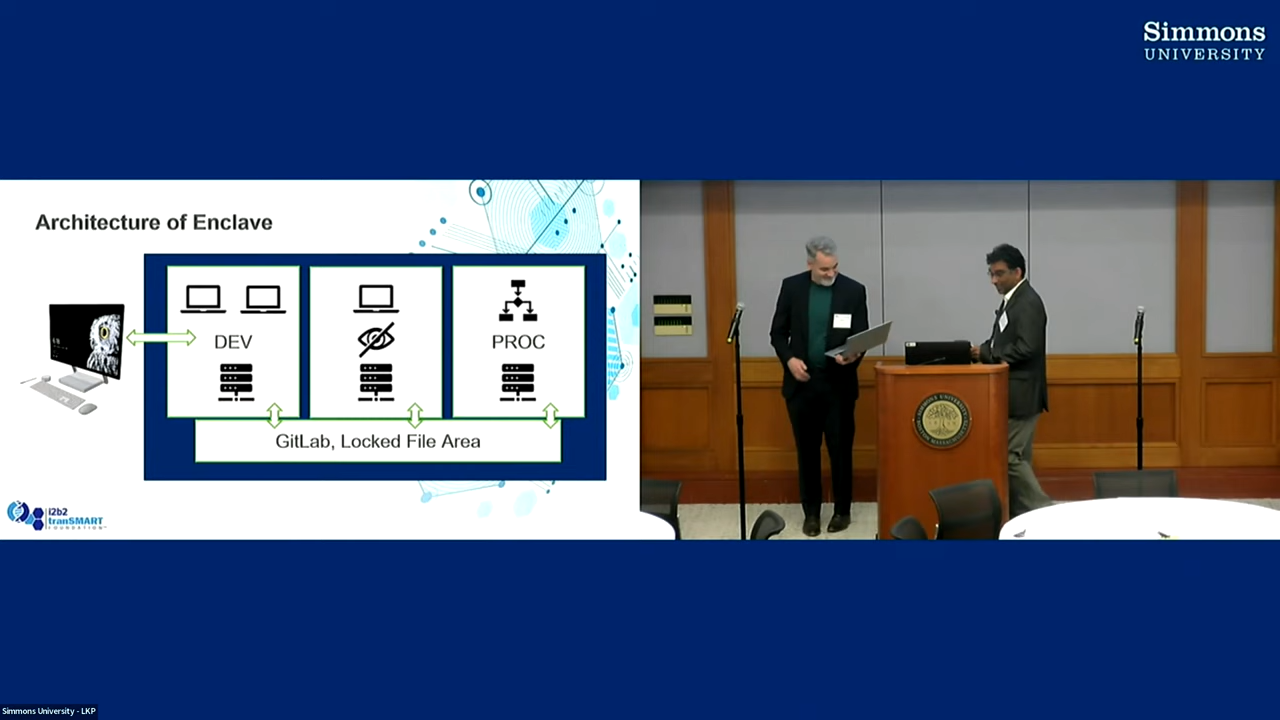 Simmons
UNIVERSITY
Architecture of Enclave
DEV
PROC
GitLab, Locked File Area
i2b2
tranSMART
FOUNDATION
Simmons University - LKP